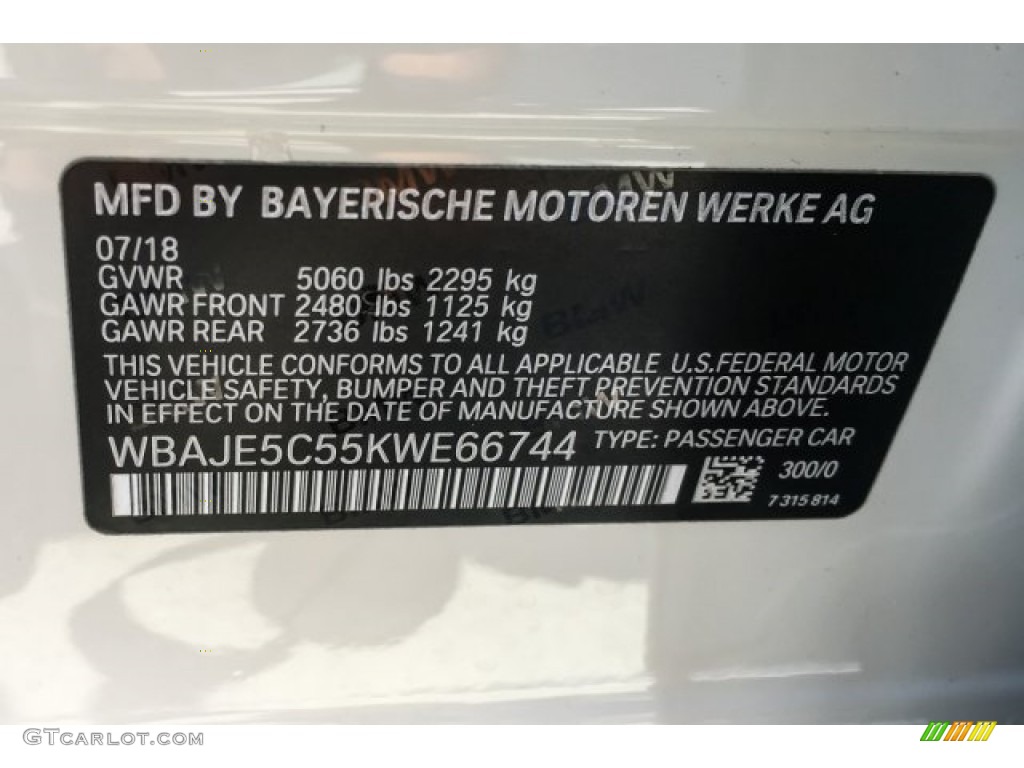 MFD BY BAYERISCHE MOTOREN WERKE AG
07/18
GVWR 5060 lbs 2295 kg
GAWR FRONT 2480 lbs 1125 kg
GAWR REAR 2736 lbs 1241 kg
THIS VEHICLE CONFORMS TO ALL APPLICABLE U.S.FEDERAL MOTOR
VEHICLE SAFETY, BUMPER AND THEFT PREVENTION STANDARDS
IN EFFECT ON THE DATE OF MANUFACTURE SHOWN ABOVE.
WBAJE5C55KWE66744 TYPE: PASSENGER CAR
300/0
7 315 814
GTCARLOT.COM